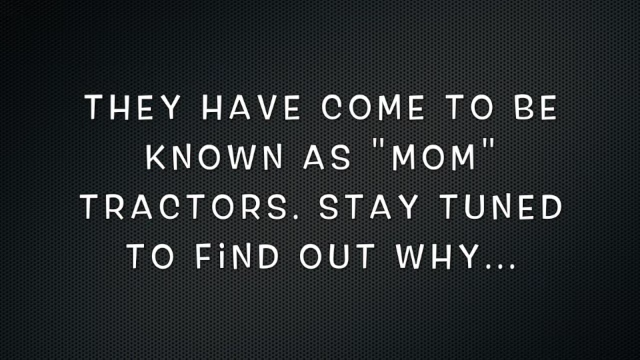 THEY HAVE COME TO BE
KNOWN AS "MOM"
TRACTORS. STAY TUNED
TO FiND OUT WHY...